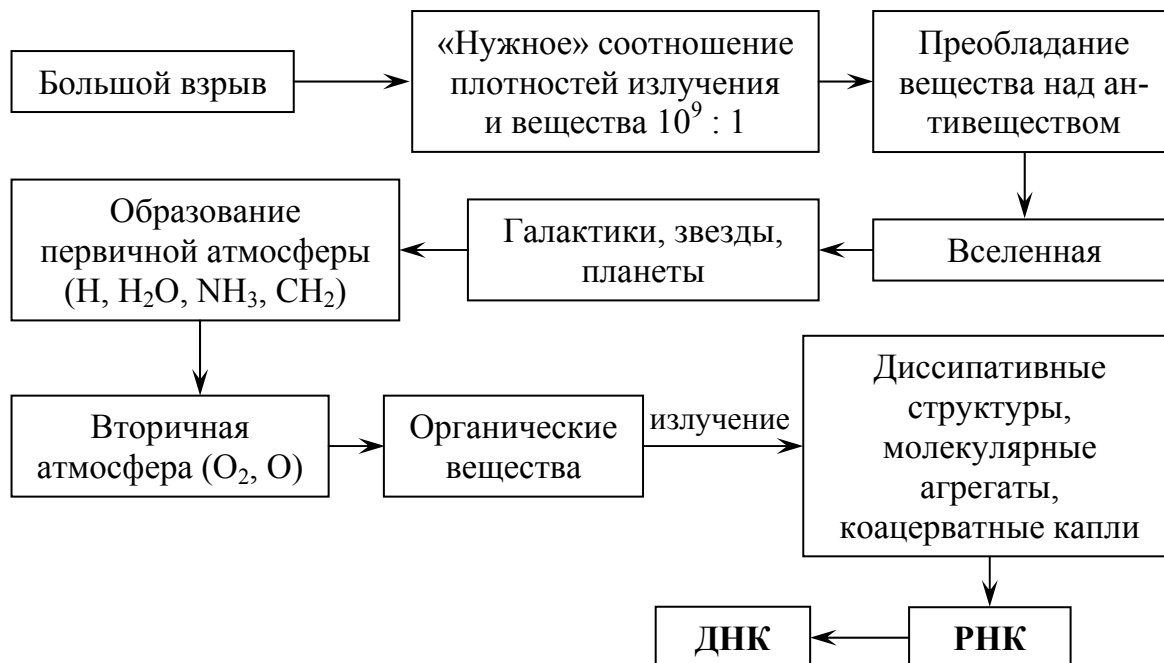 Большой взрыв
«Нужное» соотношение
плотностей излучения
и вещества 10⁹ : 1
Преобладание
вещества над ан-
тивеществом
Вселенная
Галактики, звезды,
планеты
Образование
первичной атмосферы
(H, H₂O, NH₃, CH₂)
Вторичная
атмосфера (O₂, O)
Органические
вещества
излучение
Диссипативные
структуры,
молекулярные
агрегаты,
коацерватные капли
РНК
ДНК